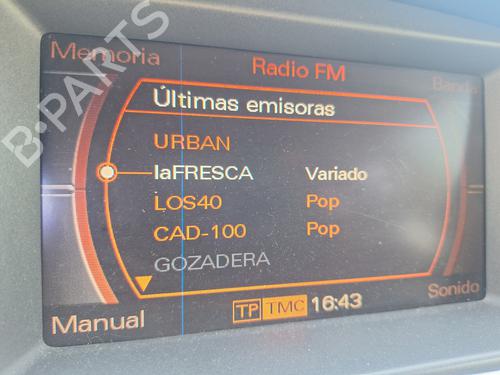 Memoria
Radio FM
Banda
Últimas emisoras
URBAN
laFRESCA Variado
LOS40 Pop
CAD-100 Pop
GOZADERA
Manual
TP TMC 16:43
Sonido
B-PARTS